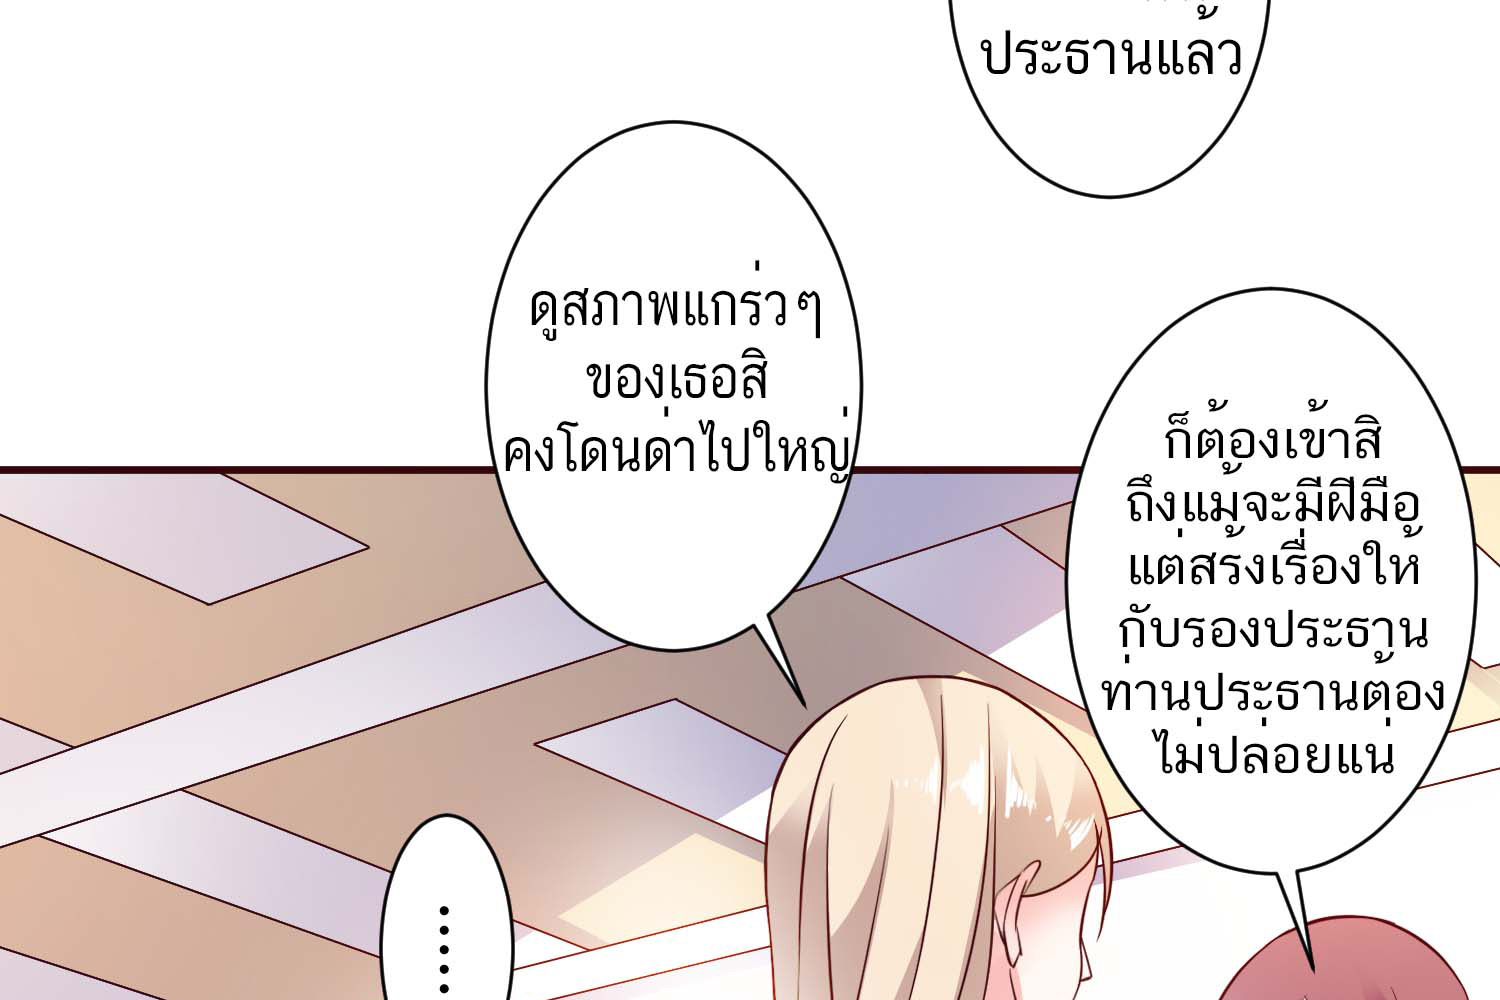 ประธานแล้ว
ดูสภาพแกร่วๆ
ของเธอสิ
คงโดนด่าไปใหญ่
ก็ต้องเข้าสิ
ถึงแม้จะมีฝีมือ
แต่สร้งเรื่องให้
กับรองประธาน
ท่านประธานต้อง
ไม่ปล่อยแน่
.....